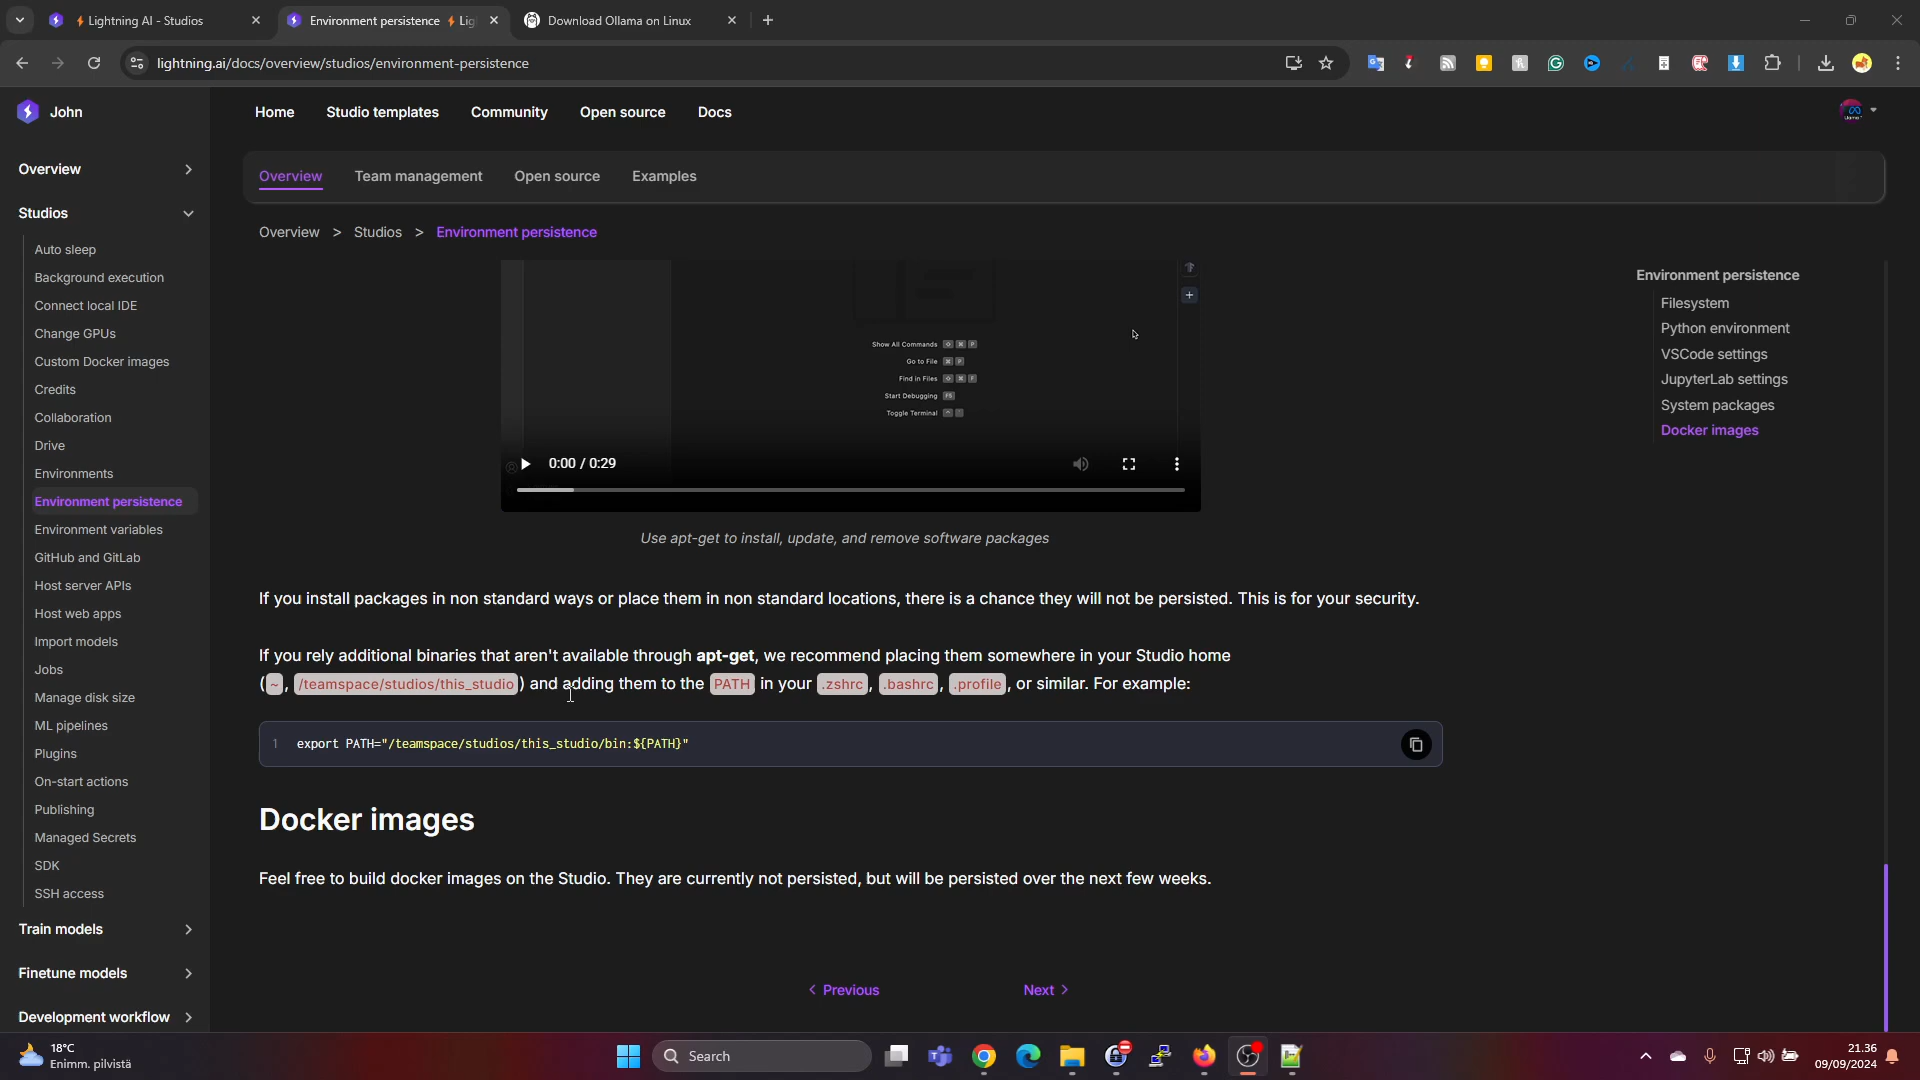 Lightning AI - Studios
Environment persistence
Lig
Download Ollama on Linux
lightning.ai/docs/overview/studios/environment-persistence
John
Home
Studio templates
Community
Open source
Docs
Overview
Studios
Auto sleep
Background execution
Connect local IDE
Change GPUs
Custom Docker images
Credits
Collaboration
Drive
Environments
Environment persistence
Environment variables
GitHub and GitLab
Host server APIs
Host web apps
Import models
Jobs
Manage disk size
ML pipelines
Plugins
On-start actions
Publishing
Managed Secrets
SDK
SSH access
Train models
Finetune models
Development workflow
Overview
Team management
Open source
Examples
Overview > Studios > Environment persistence
Show All Commands ⇧ ⌘ P
Go to File ⌘ P
Find in Files ⇧ ⌘ F
Start Debugging F5
Toggle Terminal
0:00 / 0:29
Use apt-get to install, update, and remove software packages
If you install packages in non standard ways or place them in non standard locations, there is a chance they will not be persisted. This is for your security.
If you rely additional binaries that aren't available through apt-get, we recommend placing them somewhere in your Studio home
(~, /teamspace/studios/this_studio) and adding them to the PATH in your .zshrc, .bashrc, .profile, or similar. For example:
1 export PATH="/teamspace/studios/this_studio/bin:${PATH}"
Docker images
Feel free to build docker images on the Studio. They are currently not persisted, but will be persisted over the next few weeks.
< Previous
Next >
Environment persistence
Filesystem
Python environment
VSCode settings
JupyterLab settings
System packages
Docker images
18°C
Enimm. pilvistä
Search
21.36
09/09/2024